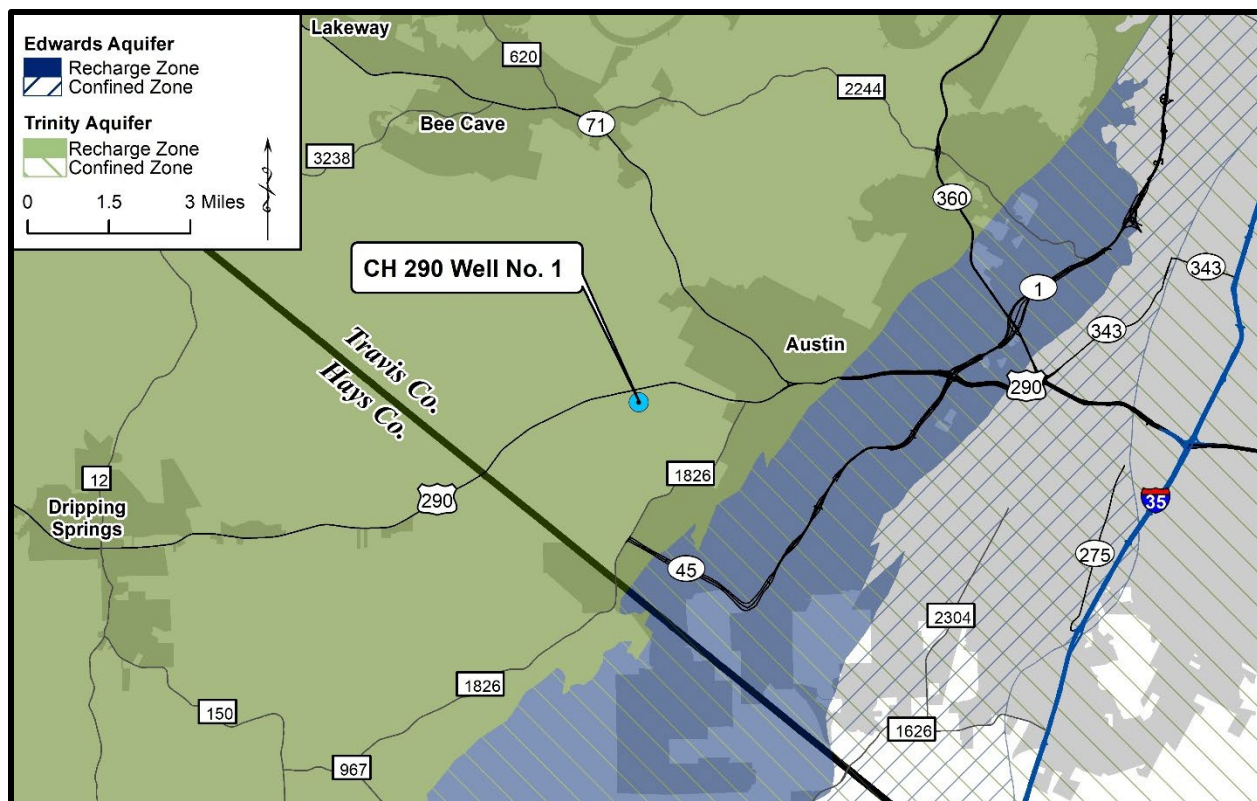 Edwards Aquifer
Recharge Zone
Confined Zone
Trinity Aquifer
Recharge Zone
Confined Zone
0 1.5 3 Miles
Lakeway
620
2244
Bee Cave
71
3238
360
CH 290 Well No. 1
343
1
343
Travis Co.
Hays Co.
Austin
290
12
1826
290
Dripping
Springs
35
275
45
2304
1826
150
1626
967